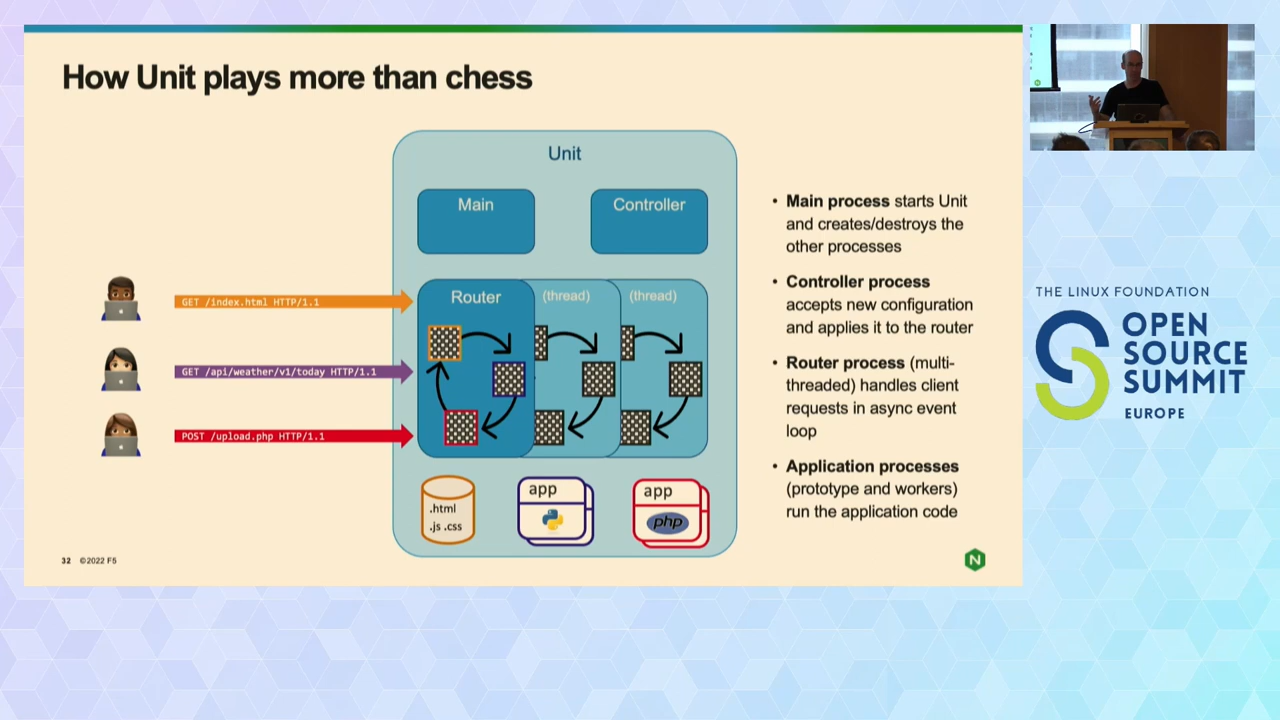 How Unit plays more than chess
Unit
Main
Controller
Router
(thread)
(thread)
GET /index.html HTTP/1.1
GET /api/weather/v1/today HTTP/1.1
POST /upload.php HTTP/1.1
.html
.js .css
app
app
php
• Main process starts Unit
and creates/destroys the
other processes
• Controller process
accepts new configuration
and applies it to the router
• Router process (multi-
threaded) handles client
requests in async event
loop
• Application processes
(prototype and workers)
run the application code
32 ©2022 F5
N
THE LINUX FOUNDATION
OPEN
SOURCE
SUMMIT
EUROPE